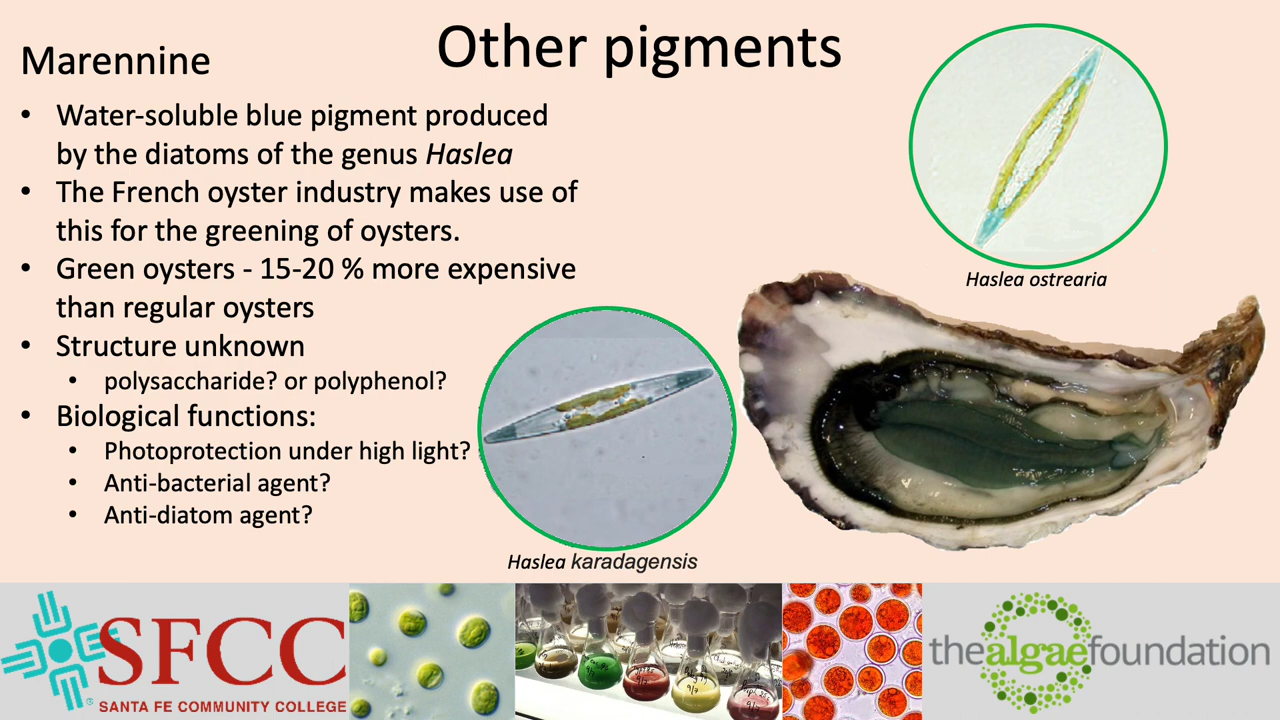 Other pigments
Marennine
• Water-soluble blue pigment produced
by the diatoms of the genus Haslea
• The French oyster industry makes use of
this for the greening of oysters.
• Green oysters - 15-20 % more expensive
than regular oysters
• Structure unknown
• polysaccharide? or polyphenol?
• Biological functions:
• Photoprotection under high light?
• Anti-bacterial agent?
• Anti-diatom agent?
Haslea ostrearia
Haslea karadagensis
SFCC
®
SANTA FE COMMUNITY COLLEGE
thealgaefoundation